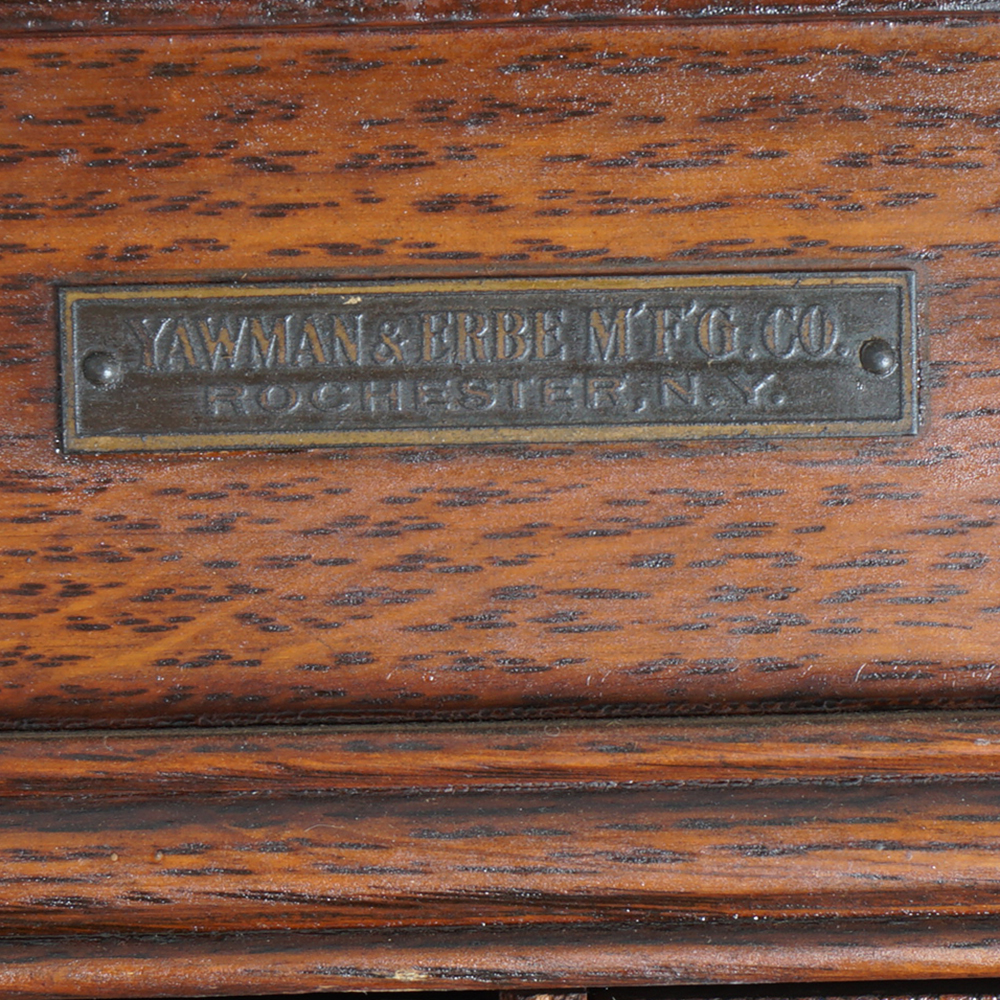 YAWMAN & ERBE M'F'G. CO.
ROCHESTER, N.Y.